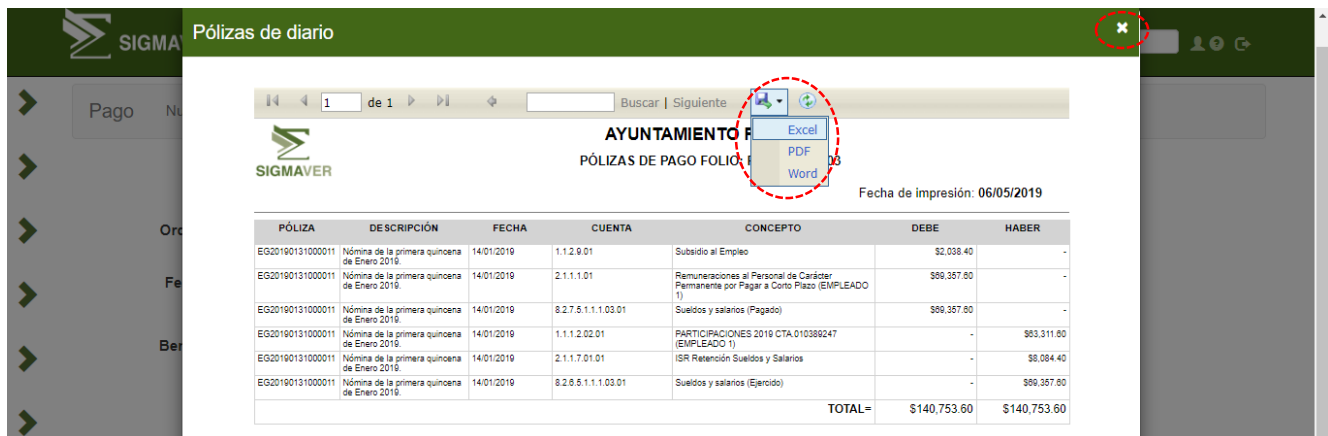 SIGMA
Pólizas de diario
Pago
1 de 1 Buscar | Siguiente
Excel
PDF
Word
SIGMAVER
AYUNTAMIENTO
PÓLIZAS DE PAGO FOLIO: 03
Fecha de impresión: 06/05/2019
PÓLIZA DESCRIPCIÓN FECHA CUENTA CONCEPTO DEBE HABER
EG20190131000011 Nómina de la primera quincena de Enero 2019. 14/01/2019 1.1.2.9.01 Subsidio al Empleo $2,038.40 -
EG20190131000011 Nómina de la primera quincena de Enero 2019. 14/01/2019 2.1.1.1.01 Remuneraciones al Personal de Carácter Permanente por Pagar a Corto Plazo (EMPLEADO 1) $69,357.60 -
EG20190131000011 Nómina de la primera quincena de Enero 2019. 14/01/2019 8.2.7.5.1.1.1.03.01 Sueldos y salarios (Pagado) $69,357.60 -
EG20190131000011 Nómina de la primera quincena de Enero 2019. 14/01/2019 1.1.1.2.02.01 PARTICIPACIONES 2019 CTA.010389247 (EMPLEADO 1) - $63,311.60
EG20190131000011 Nómina de la primera quincena de Enero 2019. 14/01/2019 2.1.1.7.01.01 ISR Retención Sueldos y Salarios - $8,084.40
EG20190131000011 Nómina de la primera quincena de Enero 2019. 14/01/2019 8.2.6.5.1.1.1.03.01 Sueldos y salarios (Ejercido) - $69,357.60
TOTAL= $140,753.60 $140,753.60